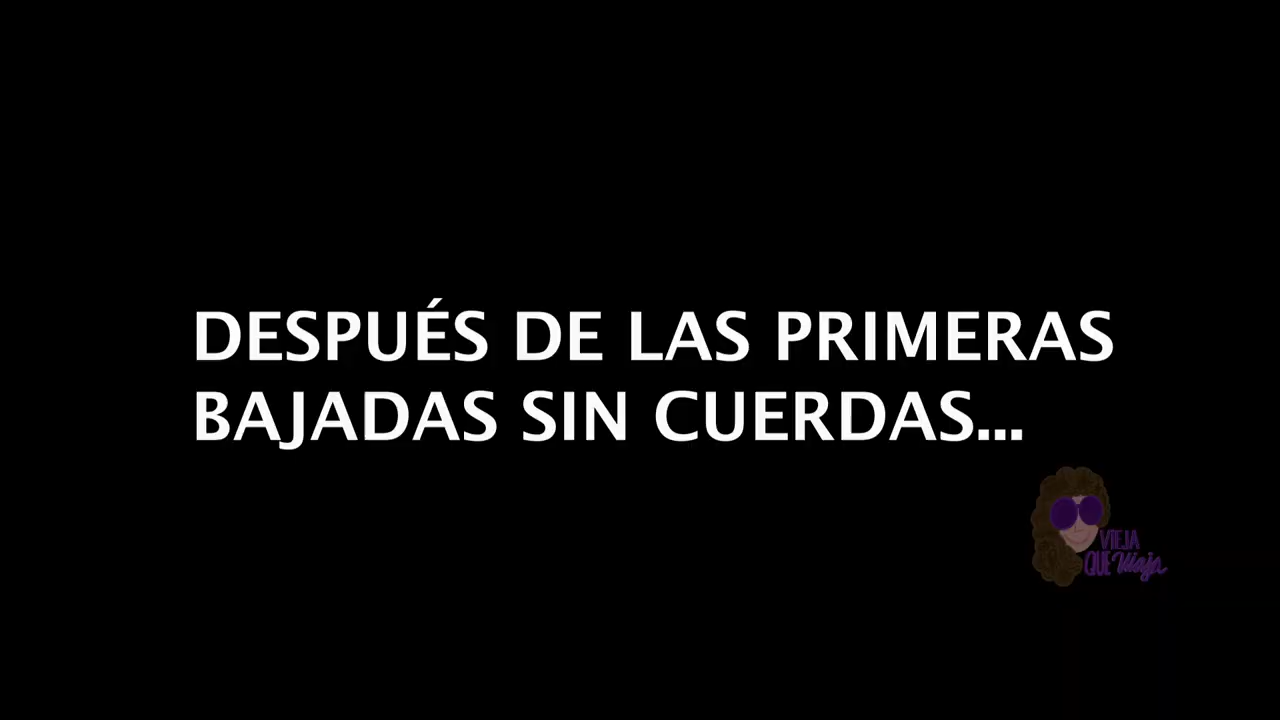 DESPUÉS DE LAS PRIMERAS
BAJADAS SIN CUERDAS...
VIEJA
QUE Viaja